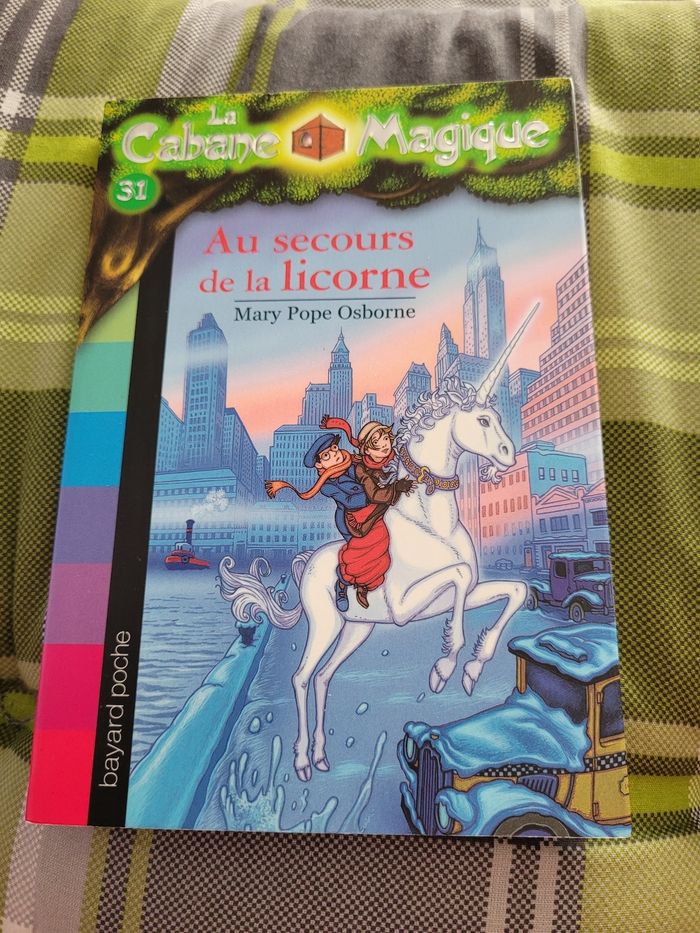 La
Cabane Magique
31
Au secours
de la licorne
Mary Pope Osborne
bayard poche